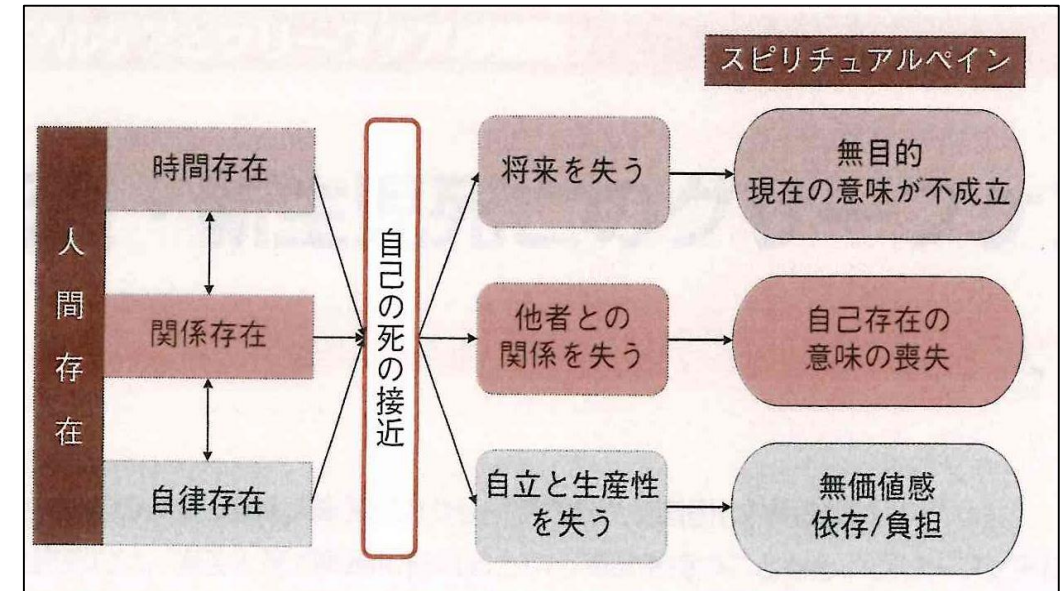 スピリチュアルペイン
人間存在
時間存在
関係存在
自律存在
自己の死の接近
将来を失う
他者との
関係を失う
自立と生産性
を失う
無目的
現在の意味が不成立
自己存在の
意味の喪失
無価値感
依存/負担